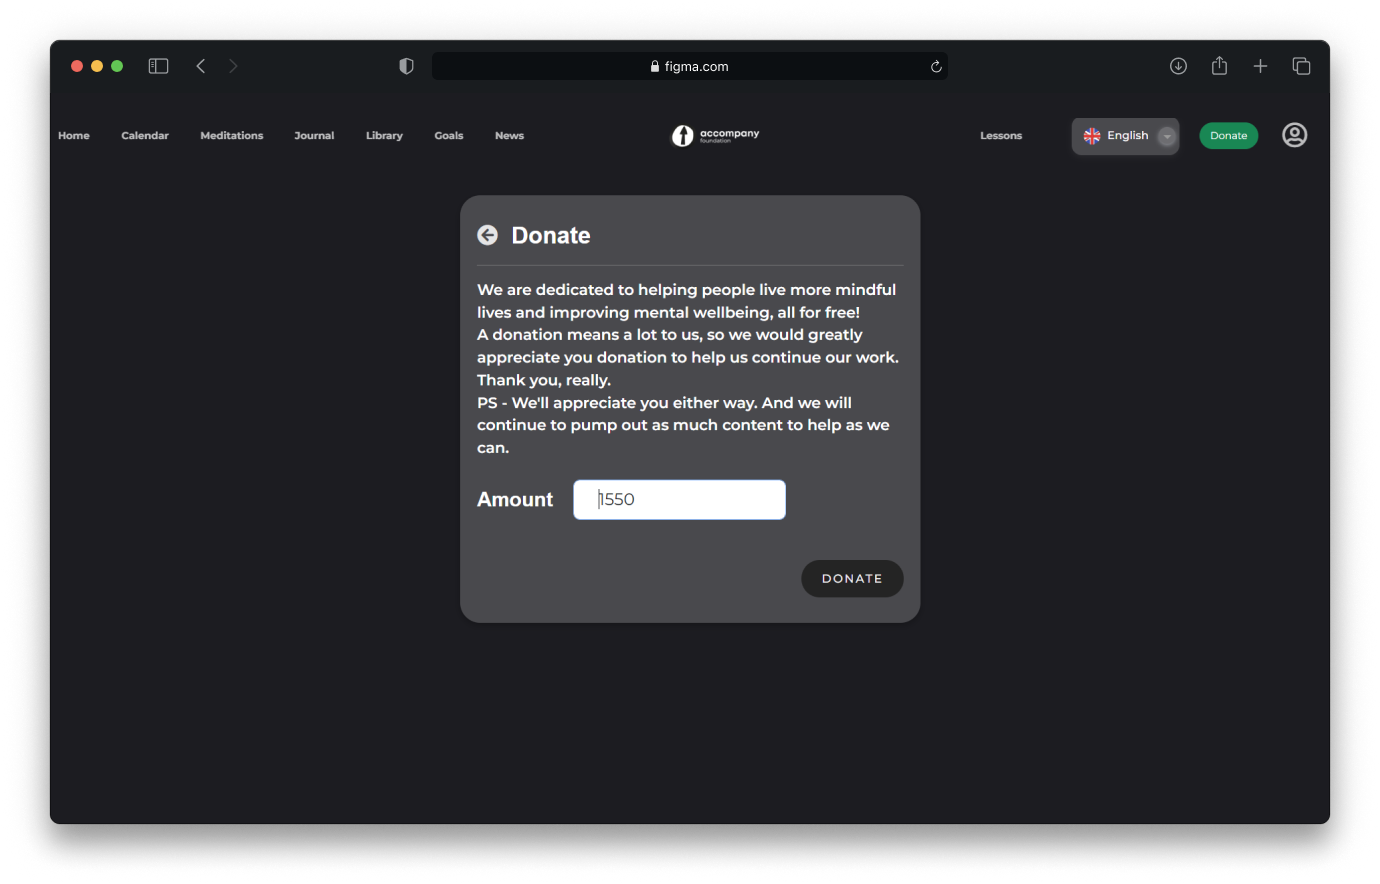 figma.com
Home Calendar Meditations Journal Library Goals News accompany Lessons English Donate
foundation
Donate
We are dedicated to helping people live more mindful
lives and improving mental wellbeing, all for free!
A donation means a lot to us, so we would greatly
appreciate you donation to help us continue our work.
Thank you, really.
PS - We'll appreciate you either way. And we will
continue to pump out as much content to help as we
can.
Amount 1550
DONATE